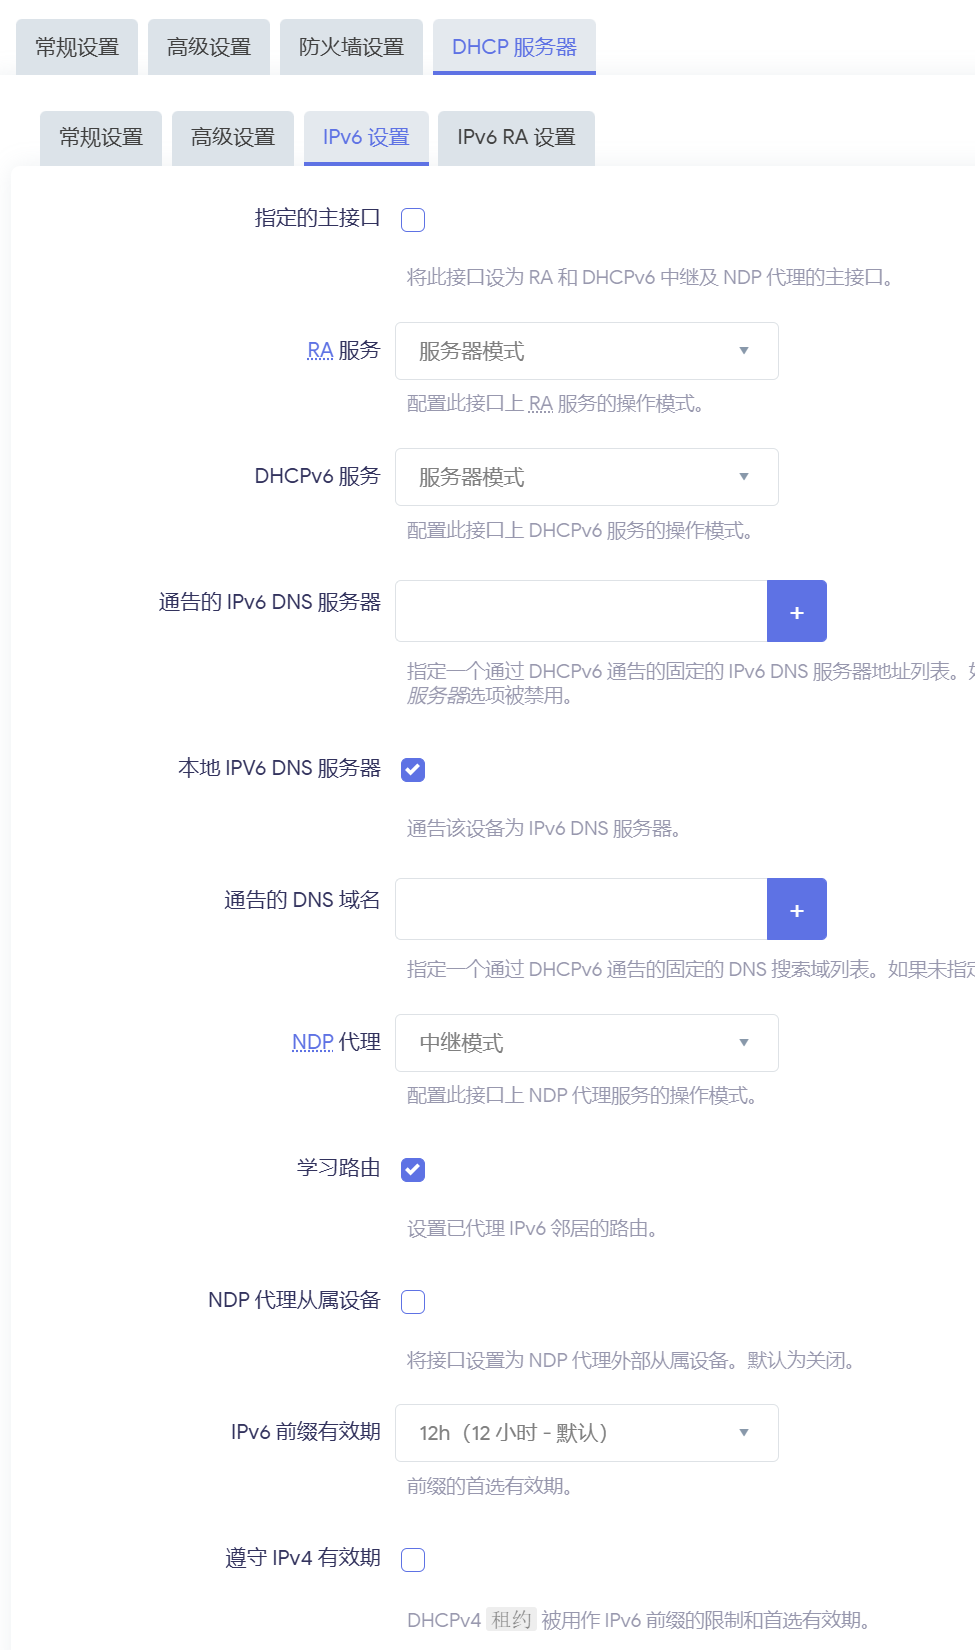 常规设置 高级设置 防火墙设置 DHCP 服务器
常规设置 高级设置 IPv6 设置 IPv6 RA 设置
指定的主接口
将此接口设为 RA 和 DHCPv6 中继及 NDP 代理的主接口。
RA 服务 服务器模式
配置此接口上 RA 服务的操作模式。
DHCPv6 服务 服务器模式
配置此接口上 DHCPv6 服务的操作模式。
通告的 IPv6 DNS 服务器 +
指定一个通过 DHCPv6 通告的固定的 IPv6 DNS 服务器地址列表。
服务器选项被禁用。
本地 IPV6 DNS 服务器
通告该设备为 IPv6 DNS 服务器。
通告的 DNS 域名 +
指定一个通过 DHCPv6 通告的固定的 DNS 搜索域列表。如果未指定
NDP 代理 中继模式
配置此接口上 NDP 代理服务的操作模式。
学习路由
设置已代理 IPv6 邻居的路由。
NDP 代理从属设备
将接口设置为 NDP 代理外部从属设备。默认为关闭。
IPv6 前缀有效期 12h（12 小时 - 默认）
前缀的首选有效期。
遵守 IPv4 有效期
DHCPv4 租约 被用作 IPv6 前缀的限制和首选有效期。